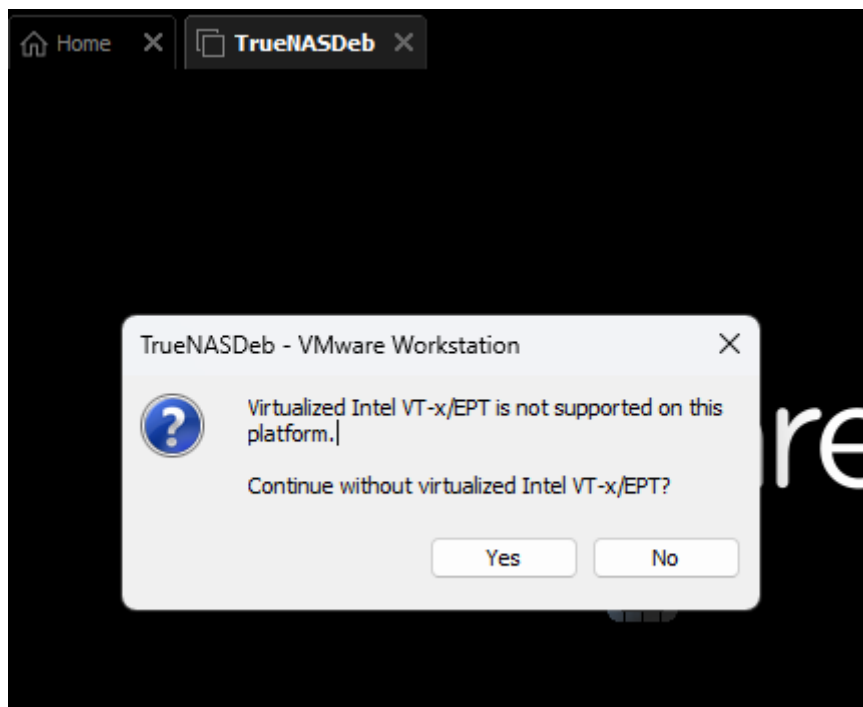 Home
TrueNASDeb
TrueNASDeb - VMware Workstation
Virtualized Intel VT-x/EPT is not supported on this
platform.
Continue without virtualized Intel VT-x/EPT?
re
Yes
No